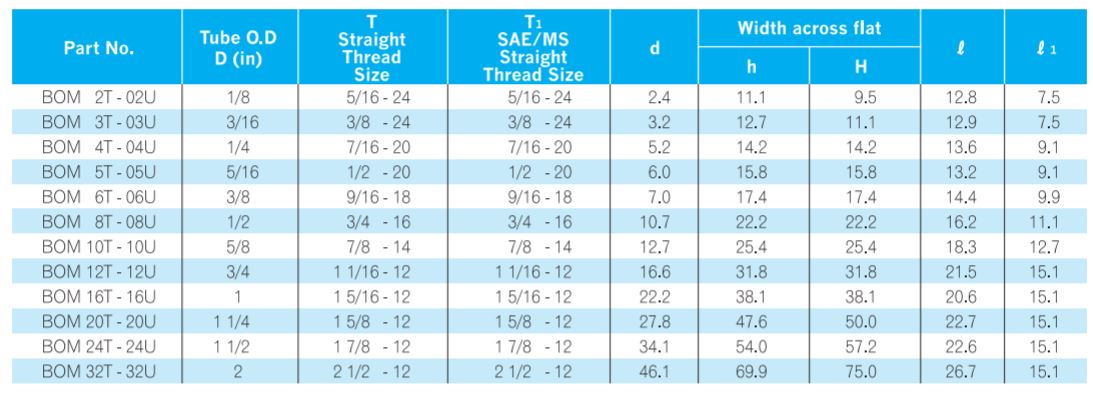 Part No. Tube O.D D (in) T Straight Thread Size T₁ SAE/MS Straight Thread Size d Width across flat h H ℓ ℓ 1
BOM 2T - 02U 1/8 5/16 - 24 5/16 - 24 2.4 11.1 9.5 12.8 7.5
BOM 3T - 03U 3/16 3/8 - 24 3/8 - 24 3.2 12.7 11.1 12.9 7.5
BOM 4T - 04U 1/4 7/16 - 20 7/16 - 20 5.2 14.2 14.2 13.6 9.1
BOM 5T - 05U 5/16 1/2 - 20 1/2 - 20 6.0 15.8 15.8 13.2 9.1
BOM 6T - 06U 3/8 9/16 - 18 9/16 - 18 7.0 17.4 17.4 14.4 9.9
BOM 8T - 08U 1/2 3/4 - 16 3/4 - 16 10.7 22.2 22.2 16.2 11.1
BOM 10T - 10U 5/8 7/8 - 14 7/8 - 14 12.7 25.4 25.4 18.3 12.7
BOM 12T - 12U 3/4 1 1/16 - 12 1 1/16 - 12 16.6 31.8 31.8 21.5 15.1
BOM 16T - 16U 1 1 5/16 - 12 1 5/16 - 12 22.2 38.1 38.1 20.6 15.1
BOM 20T - 20U 1 1/4 1 5/8 - 12 1 5/8 - 12 27.8 47.6 50.0 22.7 15.1
BOM 24T - 24U 1 1/2 1 7/8 - 12 1 7/8 - 12 34.1 54.0 57.2 22.6 15.1
BOM 32T - 32U 2 2 1/2 - 12 2 1/2 - 12 46.1 69.9 75.0 26.7 15.1